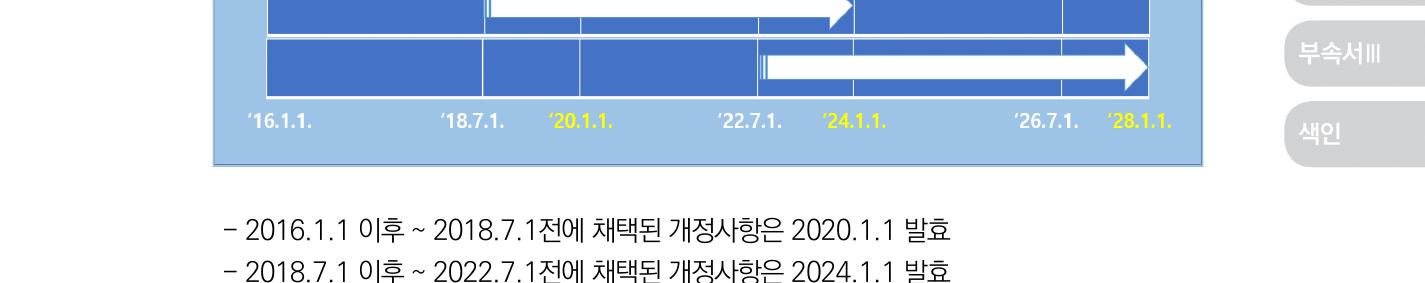 부속서Ⅲ
색인
'16.1.1. '18.7.1. '20.1.1. '22.7.1. '24.1.1. '26.7.1. '28.1.1.
– 2016.1.1 이후 ~ 2018.7.1전에 채택된 개정사항은 2020.1.1 발효
– 2018.7.1 이후 ~ 2022.7.1전에 채택된 개정사항은 2024.1.1 발효